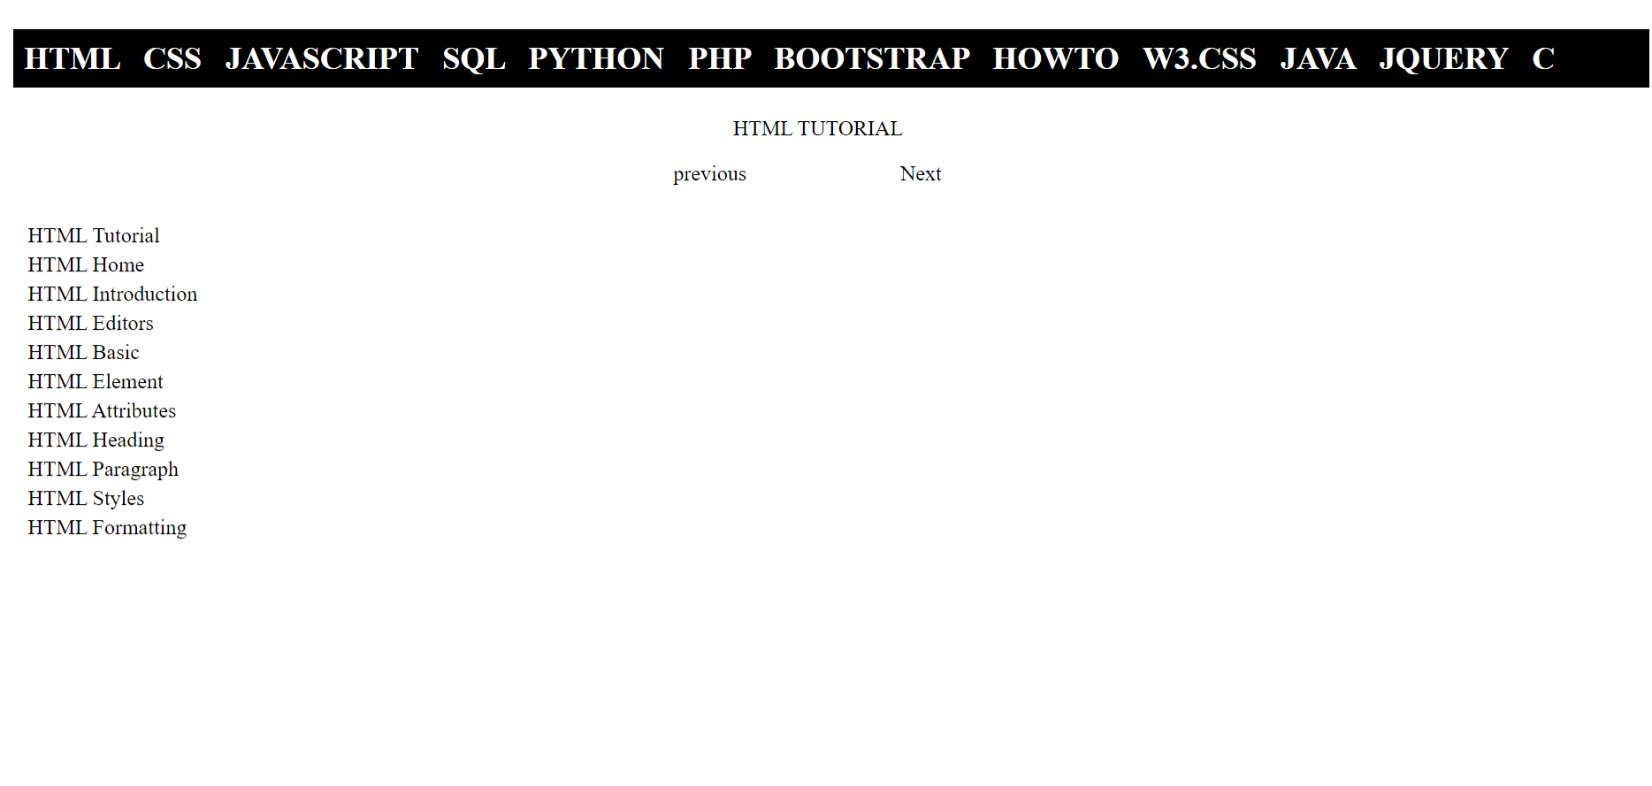 HTML CSS JAVASCRIPT SQL PYTHON PHP BOOTSTRAP HOWTO W3.CSS JAVA JQUERY C
HTML TUTORIAL
previous Next
HTML Tutorial
HTML Home
HTML Introduction
HTML Editors
HTML Basic
HTML Element
HTML Attributes
HTML Heading
HTML Paragraph
HTML Styles
HTML Formatting